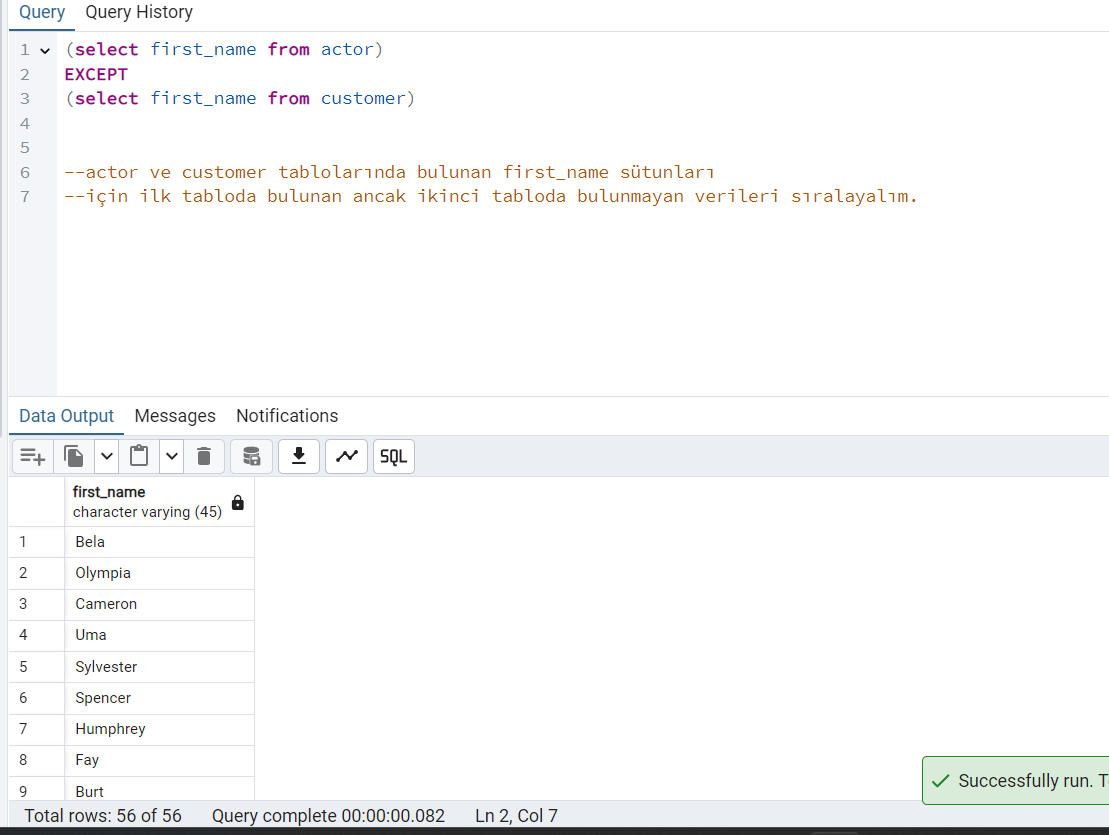 Query Query History
1 (select first_name from actor)
2 EXCEPT
3 (select first_name from customer)
4
5
6 --actor ve customer tablolarında bulunan first_name sütunları
7 --için ilk tabloda bulunan ancak ikinci tabloda bulunmayan verileri sıralayalım.
Data Output Messages Notifications
SQL
first_name
character varying (45)
1 Bela
2 Olympia
3 Cameron
4 Uma
5 Sylvester
6 Spencer
7 Humphrey
8 Fay
9 Burt
Successfully run.
Total rows: 56 of 56 Query complete 00:00:00.082 Ln 2, Col 7